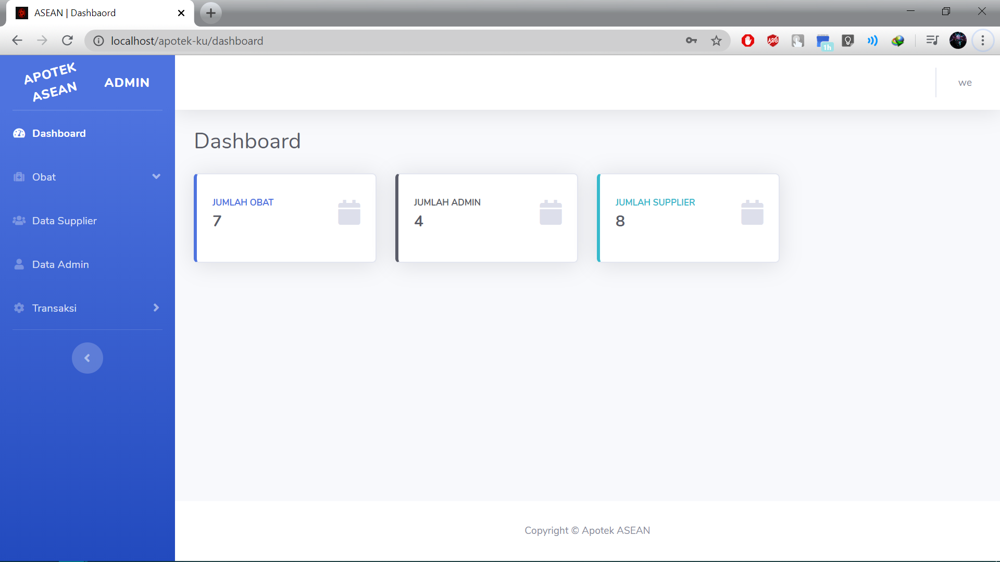 ASEAN | Dashbaord
localhost/apotek-ku/dashboard
1h
APOTEK
ASEAN
ADMIN
we
Dashboard
Obat
Data Supplier
Data Admin
Transaksi
Dashboard
JUMLAH OBAT
7
JUMLAH ADMIN
4
JUMLAH SUPPLIER
8
Copyright © Apotek ASEAN